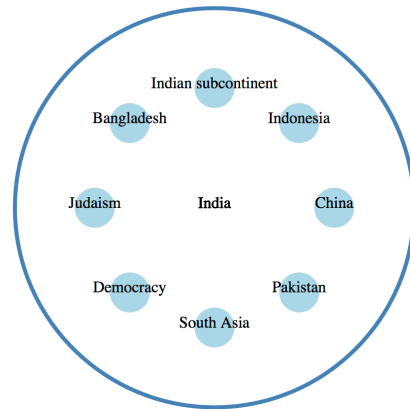 Indian subcontinent
Bangladesh
Indonesia
Judaism
India
China
Democracy
Pakistan
South Asia